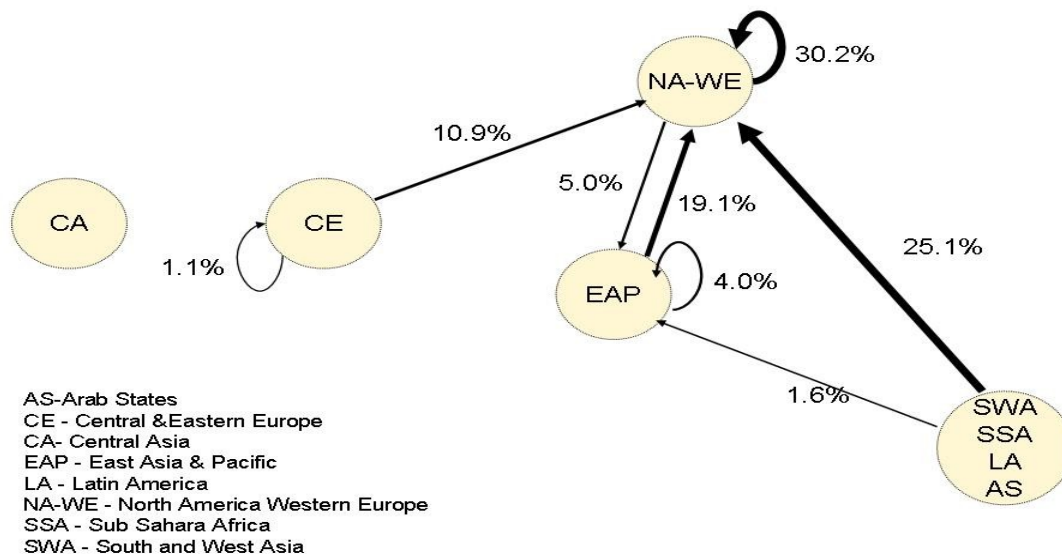 30.2%
NA-WE
10.9%
5.0%
19.1%
CA
CE
1.1%
25.1%
EAP
4.0%
1.6%
SWA
SSA
LA
AS
AS-Arab States
CE - Central &Eastern Europe
CA- Central Asia
EAP - East Asia & Pacific
LA - Latin America
NA-WE - North America Western Europe
SSA - Sub Sahara Africa
SWA - South and West Asia